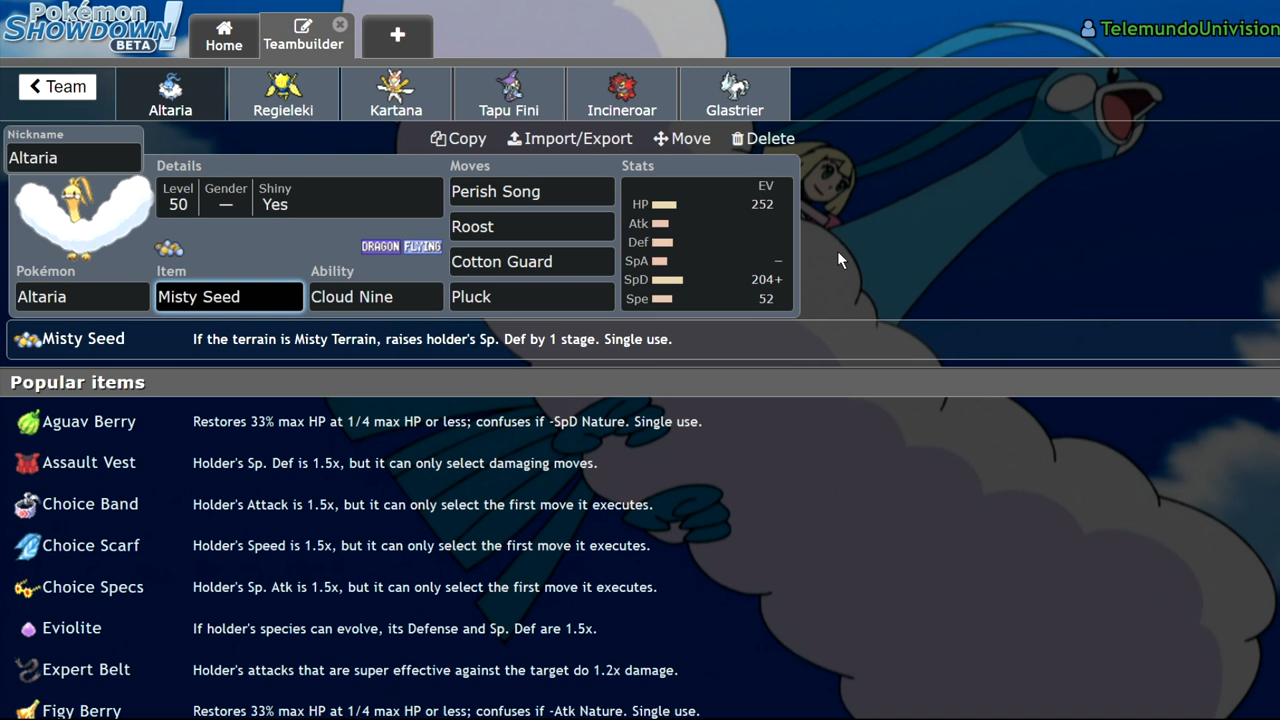 Pokémon
SHOWDOWN!
BETA
Home
Teambuilder
+
TelemundoUnivision
Team
Altaria
Regieleki
Kartana
Tapu Fini
Incineroar
Glastrier
Copy
Import/Export
Move
Delete
Nickname
Altaria
Details
Level
50
Gender
—
Shiny
Yes
DRAGON FLYING
Pokémon
Altaria
Item
Misty Seed
Ability
Cloud Nine
Moves
Perish Song
Roost
Cotton Guard
Pluck
Stats
EV
HP 252
Atk
Def
SpA –
SpD 204+
Spe 52
Misty Seed If the terrain is Misty Terrain, raises holder's Sp. Def by 1 stage. Single use.
Popular items
Aguav Berry Restores 33% max HP at 1/4 max HP or less; confuses if -SpD Nature. Single use.
Assault Vest Holder's Sp. Def is 1.5x, but it can only select damaging moves.
Choice Band Holder's Attack is 1.5x, but it can only select the first move it executes.
Choice Scarf Holder's Speed is 1.5x, but it can only select the first move it executes.
Choice Specs Holder's Sp. Atk is 1.5x, but it can only select the first move it executes.
Eviolite If holder's species can evolve, its Defense and Sp. Def are 1.5x.
Expert Belt Holder's attacks that are super effective against the target do 1.2x damage.
Figy Berry Restores 33% max HP at 1/4 max HP or less; confuses if -Atk Nature. Single use.